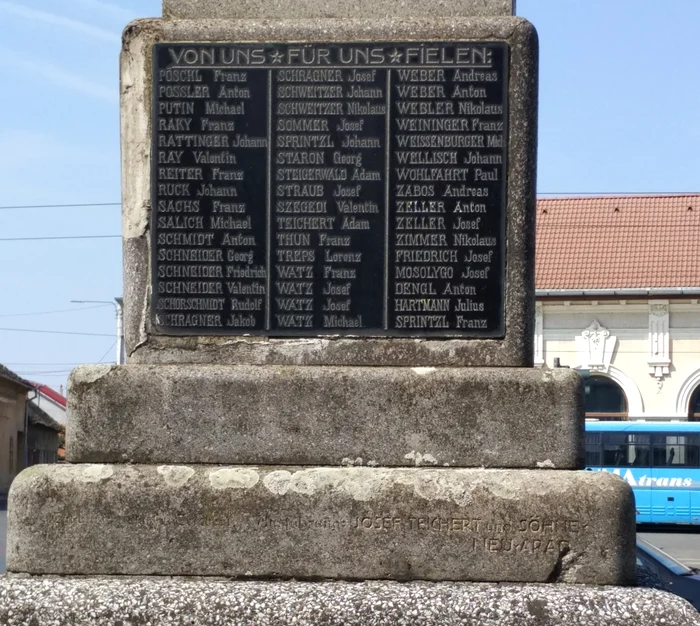 VON UNS★FÜR UNS★FIELEN:
PÖSCHL Franz
POSSLER Anton
PUTIN Michael
RAKY Franz
RATTINGER Johann
RAY Valentin
REITER Franz
RUCK Johann
SACHS Franz
SALICH Michael
SCHMIDT Anton
SCHNEIDER Georg
SCHNEIDER Friedrich
SCHNEIDER Valentin
SCHORSCHMIDT Rudolf
SCHRAGNER Jakob
SCHRAGNER Josef
SCHWEITZER Johann
SCHWEITZER Nikolaus
SOMMER Josef
SPRINTZL Johann
STARON Georg
STEIGERWALD Adam
STRAUB Josef
SZEGEDI Valentin
TEICHERT Adam
THUN Franz
TREPS Lorenz
WATZ Franz
WATZ Josef
WATZ Josef
WATZ Michael
WEBER Andreas
WEBER Anton
WEBLER Nikolaus
WEININGER Franz
WEISSENBURGER Mich
WELLISCH Johann
WOHLFAHRT Paul
ZABOS Andreas
ZELLER Anton
ZELLER Josef
ZIMMER Nikolaus
FRIEDRICH Josef
MOSOLYGO Josef
DENGL Anton
HARTMANN Julius
SPRINTZL Franz
JOSEF TEICHERT und SÖHNE
NEU-ARAD
trans